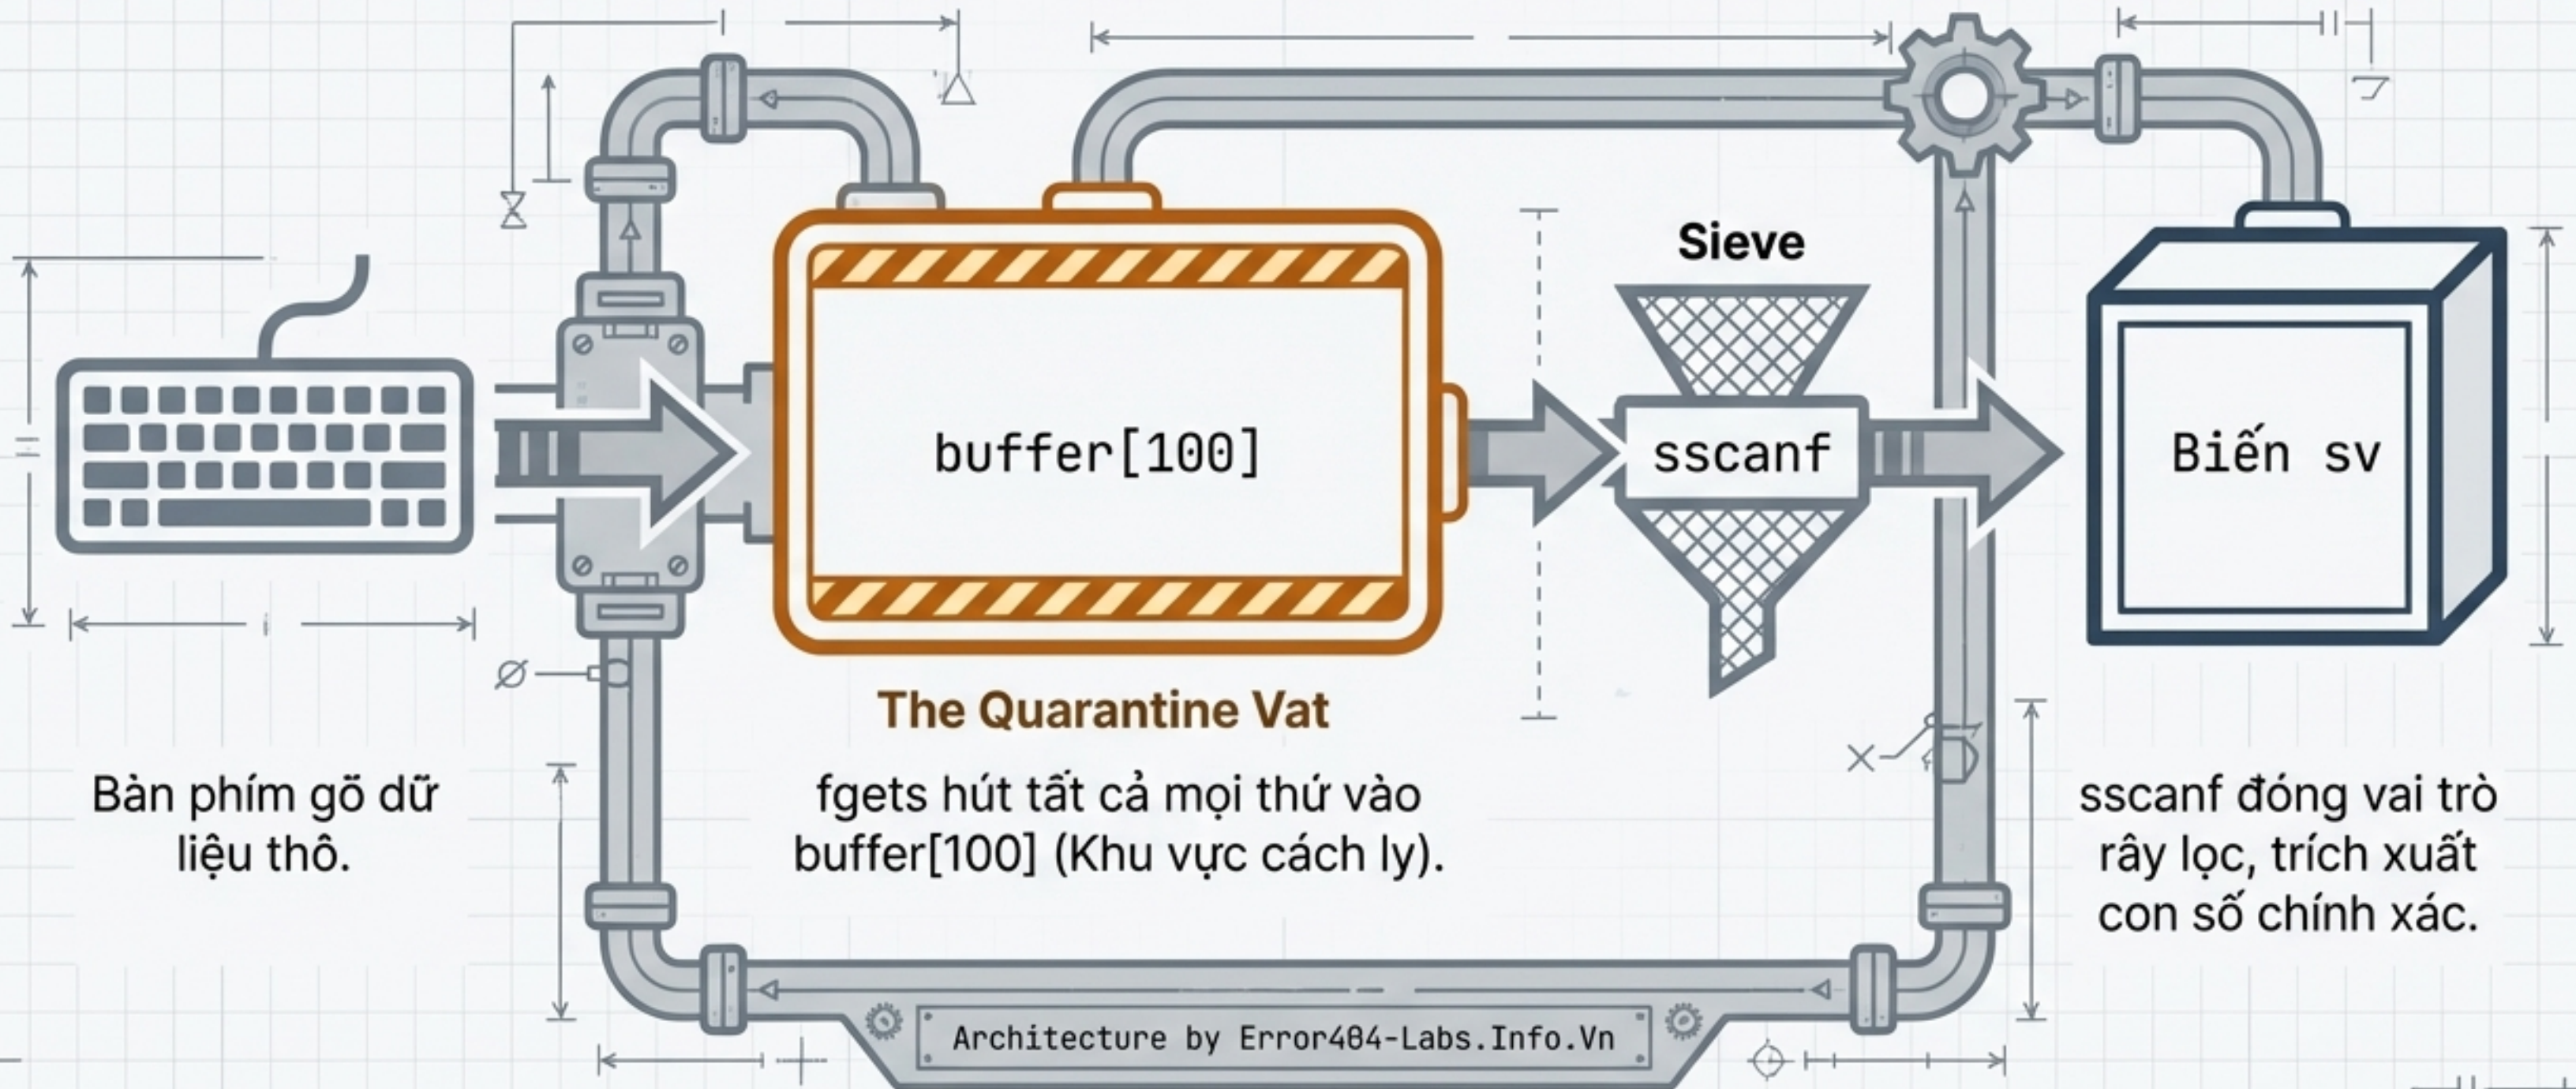 Sieve
buffer[100]
sscanf
Biến sv
The Quarantine Vat
Bàn phím gõ dữ
liệu thô.
fgets hút tất cả mọi thứ vào
buffer[100] (Khu vực cách ly).
sscanf đóng vai trò
rây lọc, trích xuất
con số chính xác.
Architecture by Error404-Labs.Info.Vn